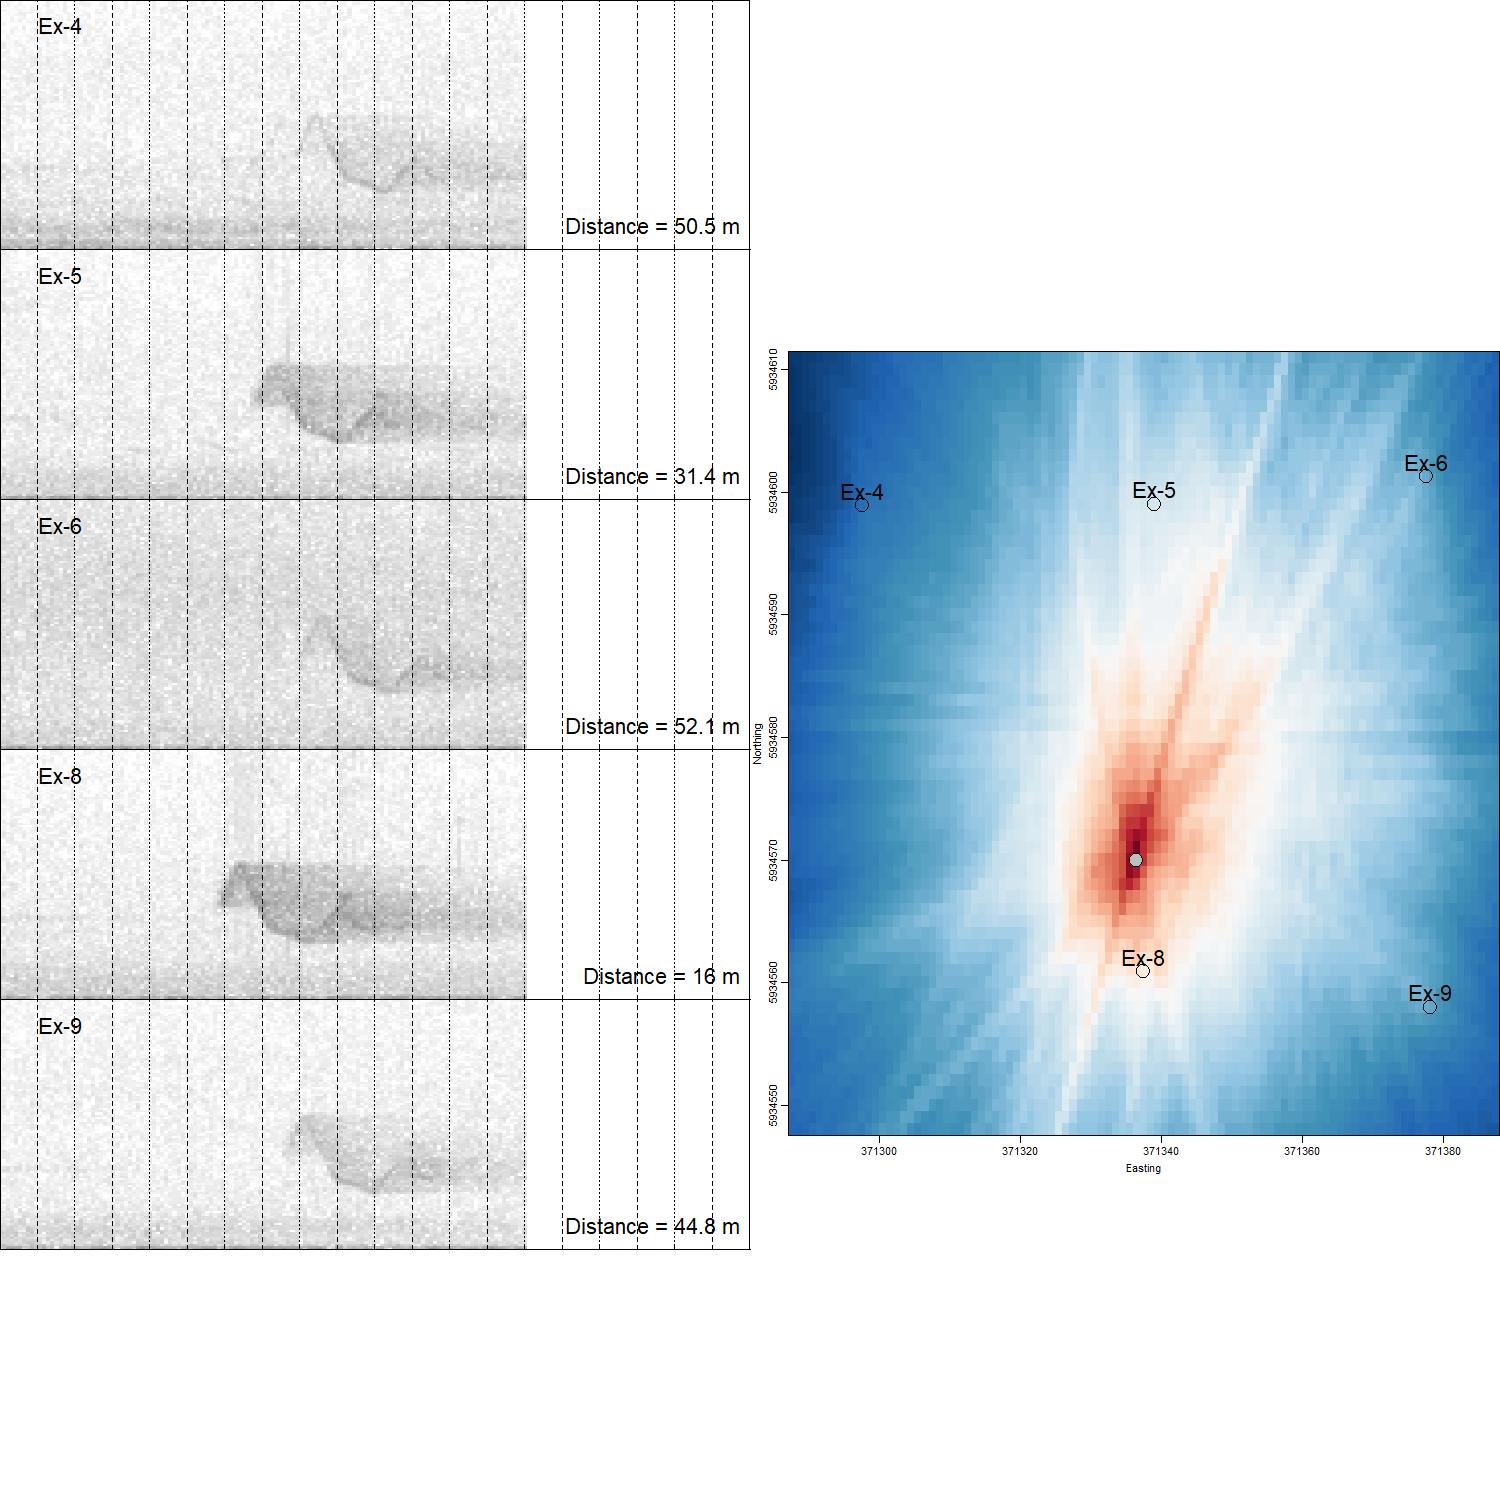 Ex-4
Distance = 50.5 m
Ex-5
Distance = 31.4 m
Ex-6
Distance = 52.1 m
Ex-8
Distance = 16 m
Ex-9
Distance = 44.8 m
Northing
5934610
5934600
5934590
5934580
5934570
5934560
5934550
Ex-6
Ex-4
Ex-5
Ex-8
Ex-9
371300
371320
371340
371360
371380
Easting